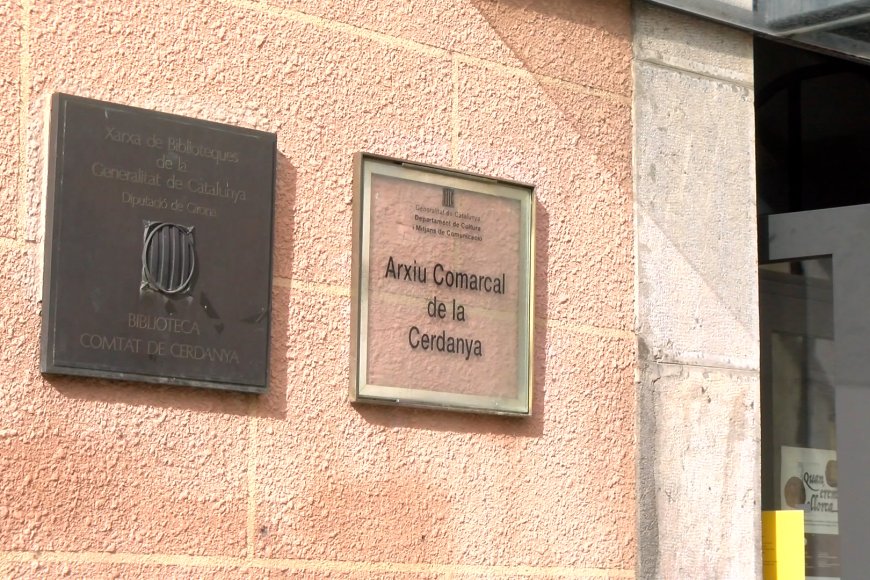 Xarxa de Biblioteques
de la
Generalitat de Catalunya
Diputació de Girona
BIBLIOTECA
COMTAT DE CERDANYA
Generalitat de Catalunya
Departament de Cultura
i Mitjans de Comunicació
Arxiu Comarcal
de la
Cerdanya
Quan